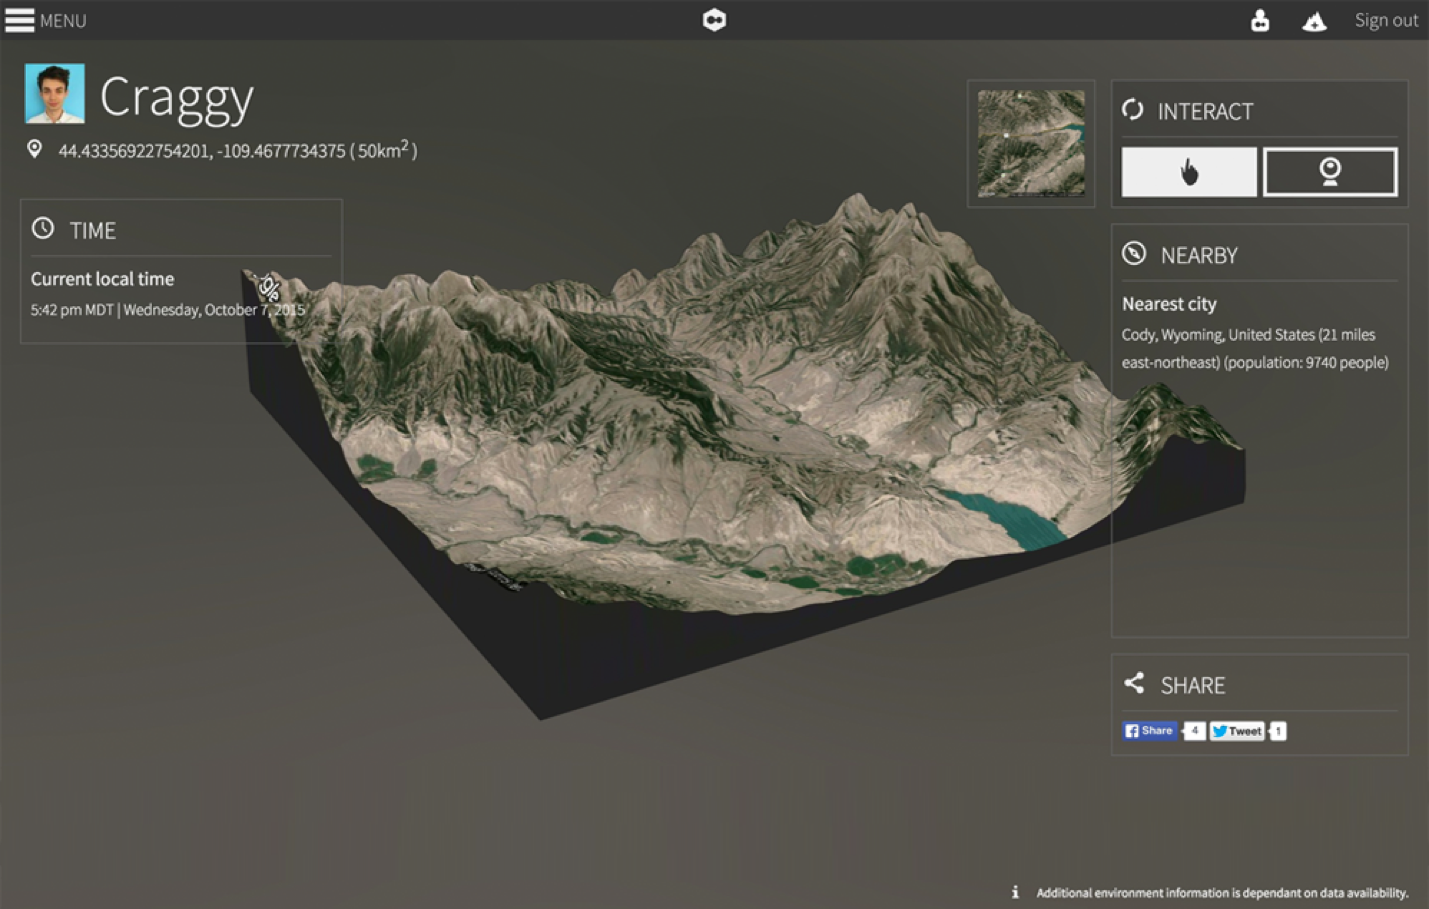 MENU
Sign out
Craggy
44.43356922754201, -109.4677734375 ( 50km2 )
TIME
Current local time
5:42 pm MDT | Wednesday, October 7, 2015
INTERACT
NEARBY
Nearest city
Cody, Wyoming, United States (21 miles
east-northeast) (population: 9740 people)
SHARE
Share 4 Tweet 1
Additional environment information is dependant on data availability.